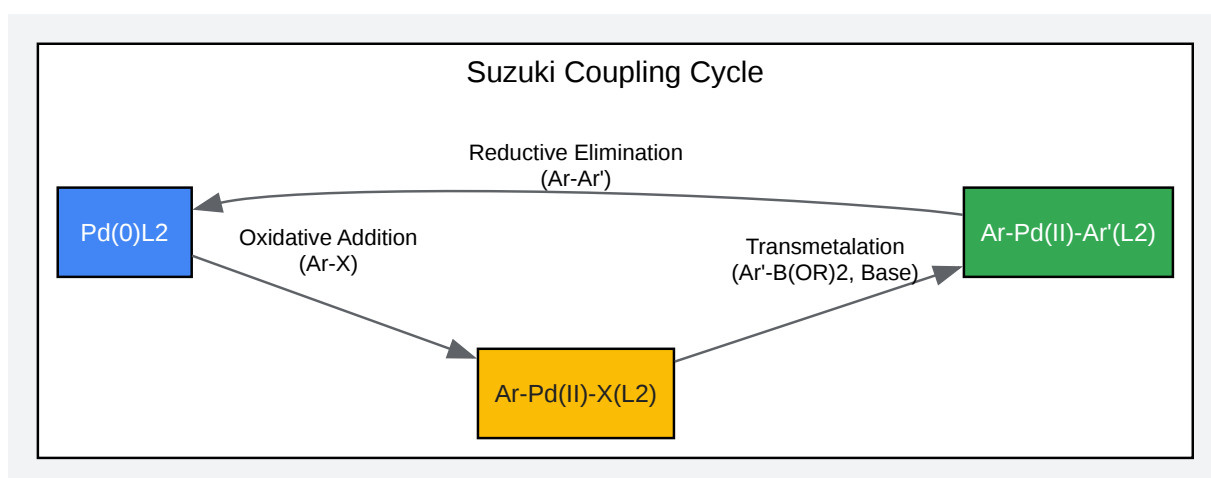 Suzuki Coupling Cycle
Reductive Elimination
(Ar-Ar')
Pd(0)L2
Oxidative Addition
(Ar-X)
Transmetalation
(Ar'-B(OR)2, Base)
Ar-Pd(II)-Ar'(L2)
Ar-Pd(II)-X(L2)